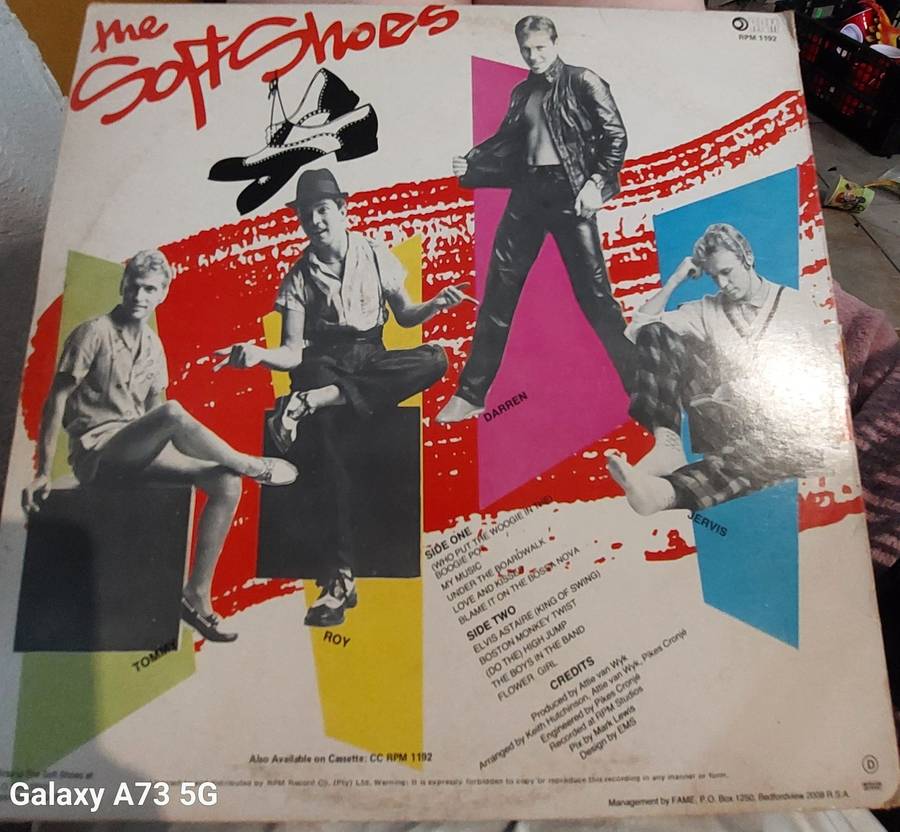 the
Soft Shoes
RPM
RPM 1192
DARREN
JERVIS
TOMMY
ROY
SIDE ONE
(WHO PUT THE WOOGIE IN THE)
BOOGIE
MY MUSIC
UNDER THE BOARDWALK
LOVE AND KISSES
BLAME IT ON THE BOSSA NOVA
SIDE TWO
ELVIS ASTAIRE (KING OF SWING)
BOSTON MONKEY TWIST
(DO THE) HIGH JUMP
THE BOYS IN THE BAND
FLOWER GIRL
CREDITS
Produced by Attie van Wyk
Arranged by Keith Hutchinson, Attie van Wyk, Pikes Cronjé
Engineered by Pikes Cronjé
Recorded at RPM Studios
Pix by Mark Lewis
Design by EMS
Also Available on Cassette: CC RPM 1192
The Soft Shoes at
distributed by RPM Record Co. (Pty) Ltd. Warning: It is expressly forbidden to copy or reproduce this recording in any manner or form.
D
Management by FAME, P.O. Box 1250, Bedfordview 2008 R.S.A.
Galaxy A73 5G